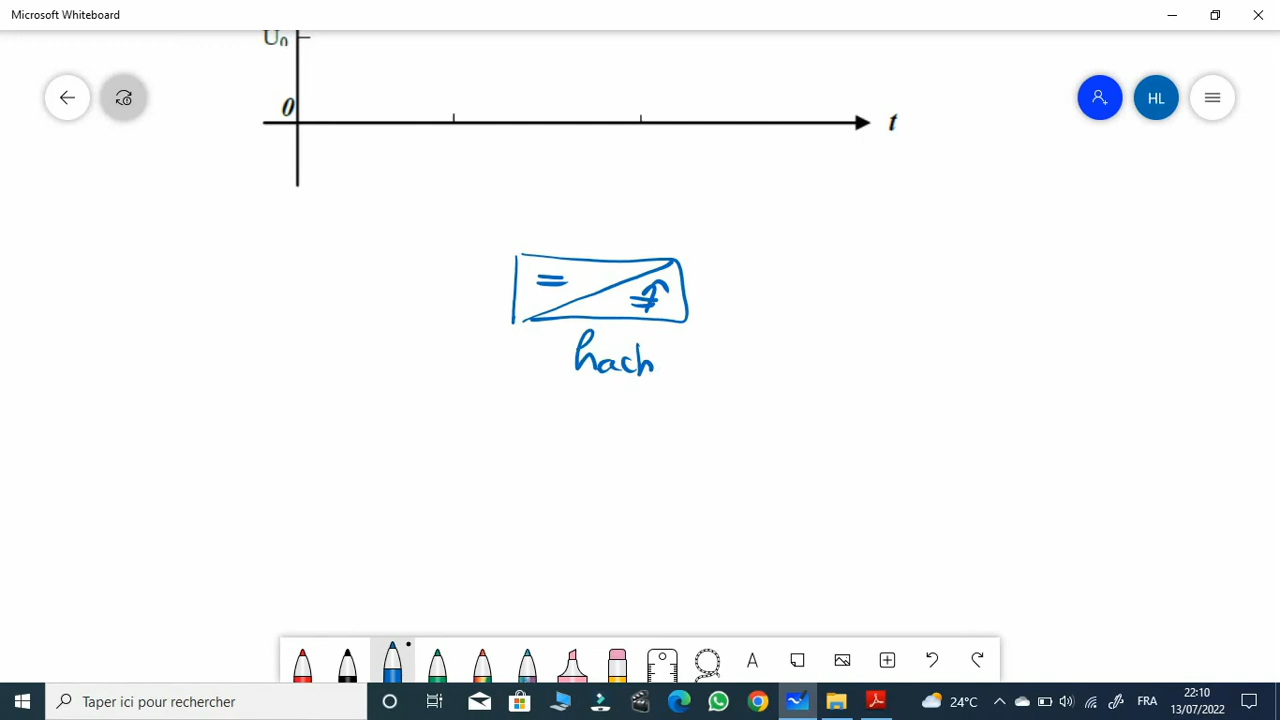 Microsoft Whiteboard
U₀
0
t
HL
=
=
hach
A
Taper ici pour rechercher
24°C
FRA
22:10
13/07/2022